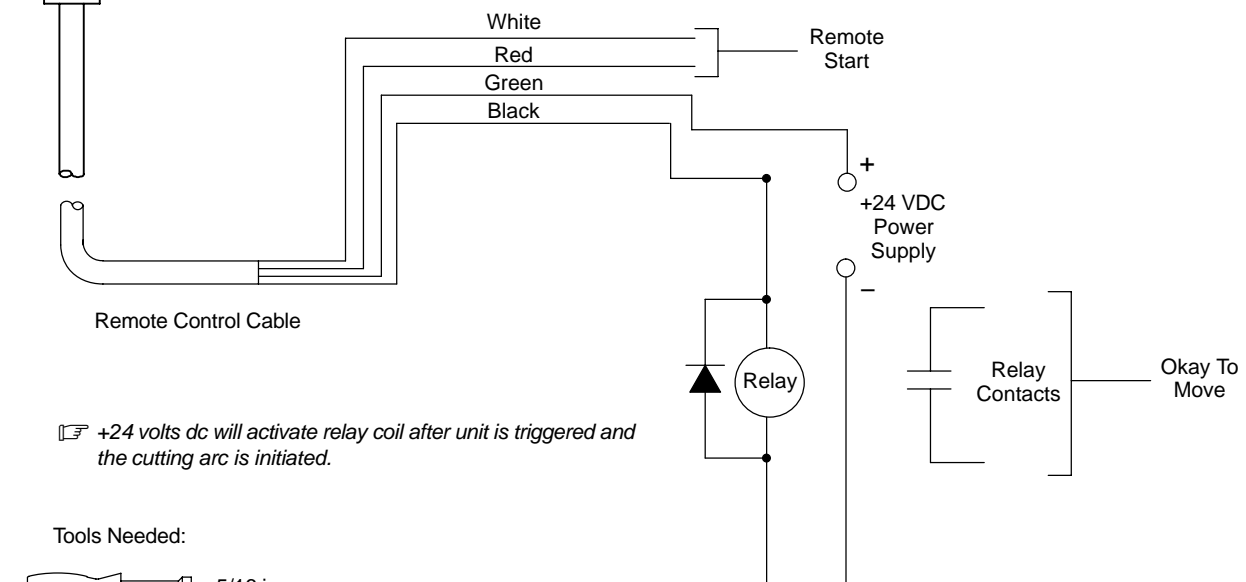 White
Red
Green
Black
Remote
Start
+
+24 VDC
Power
Supply
–
Remote Control Cable
Relay
Relay
Contacts
Okay To
Move
+24 volts dc will activate relay coil after unit is triggered and
the cutting arc is initiated.
Tools Needed: